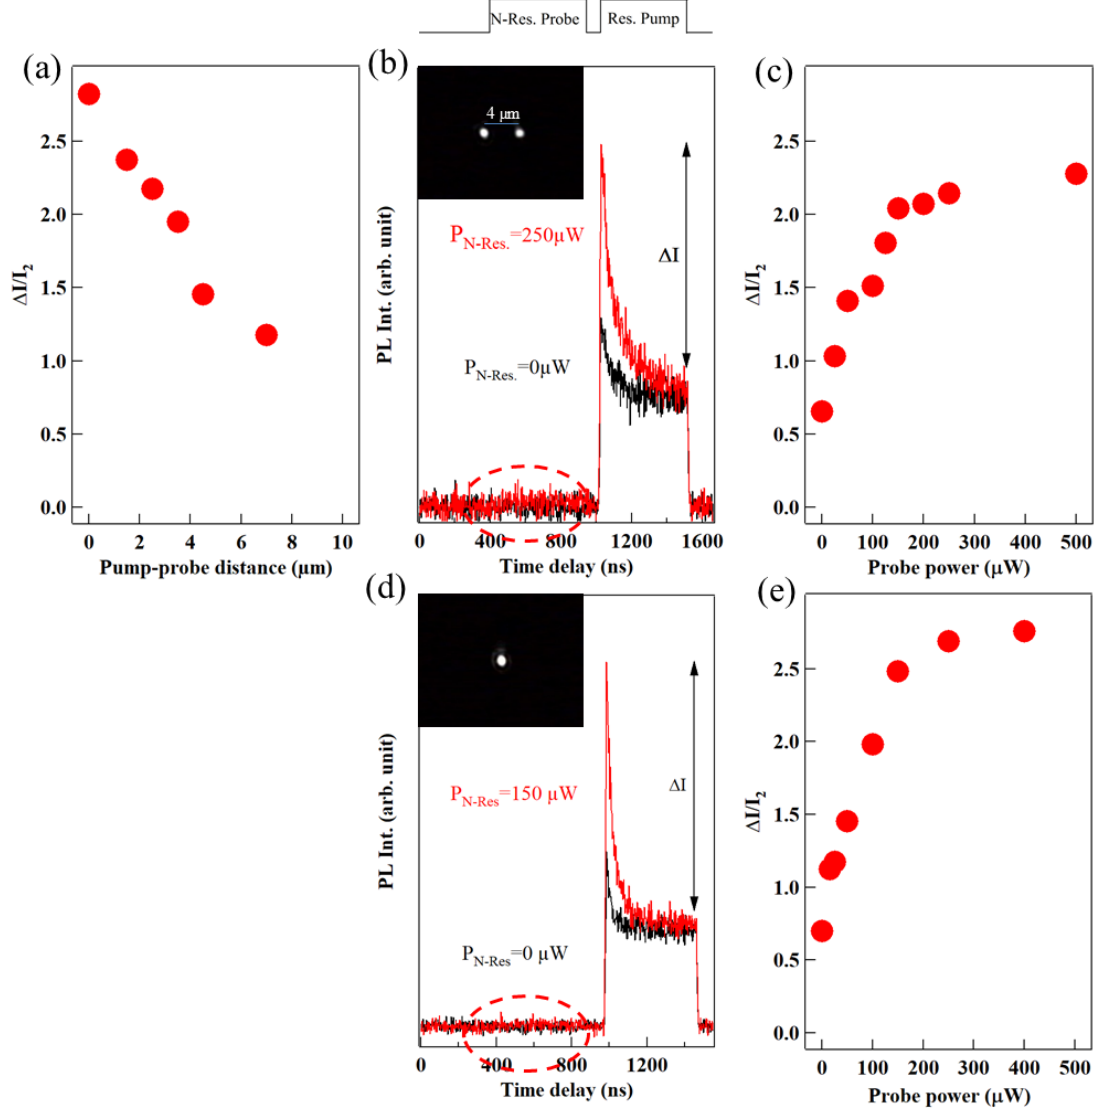 N-Res. Probe
Res. Pump
(a)
ΔI/I2
2.5
2.0
1.5
1.0
0.5
0.0
0 2 4 6 8 10
Pump-probe distance (µm)
(b)
4 µm
PN-Res.=250µW
ΔI
PN-Res.=0µW
PL Int. (arb. unit)
0 400 800 1200 1600
Time delay (ns)
(c)
ΔI/I2
2.5
2.0
1.5
1.0
0.5
0.0
0 100 200 300 400 500
Probe power (µW)
(d)
PN-Res=150 µW
ΔI
PN-Res=0 µW
PL Int. (arb. unit)
0 400 800 1200
Time delay (ns)
(e)
ΔI/I2
2.5
2.0
1.5
1.0
0.5
0.0
0 100 200 300 400 500
Probe power (µW)